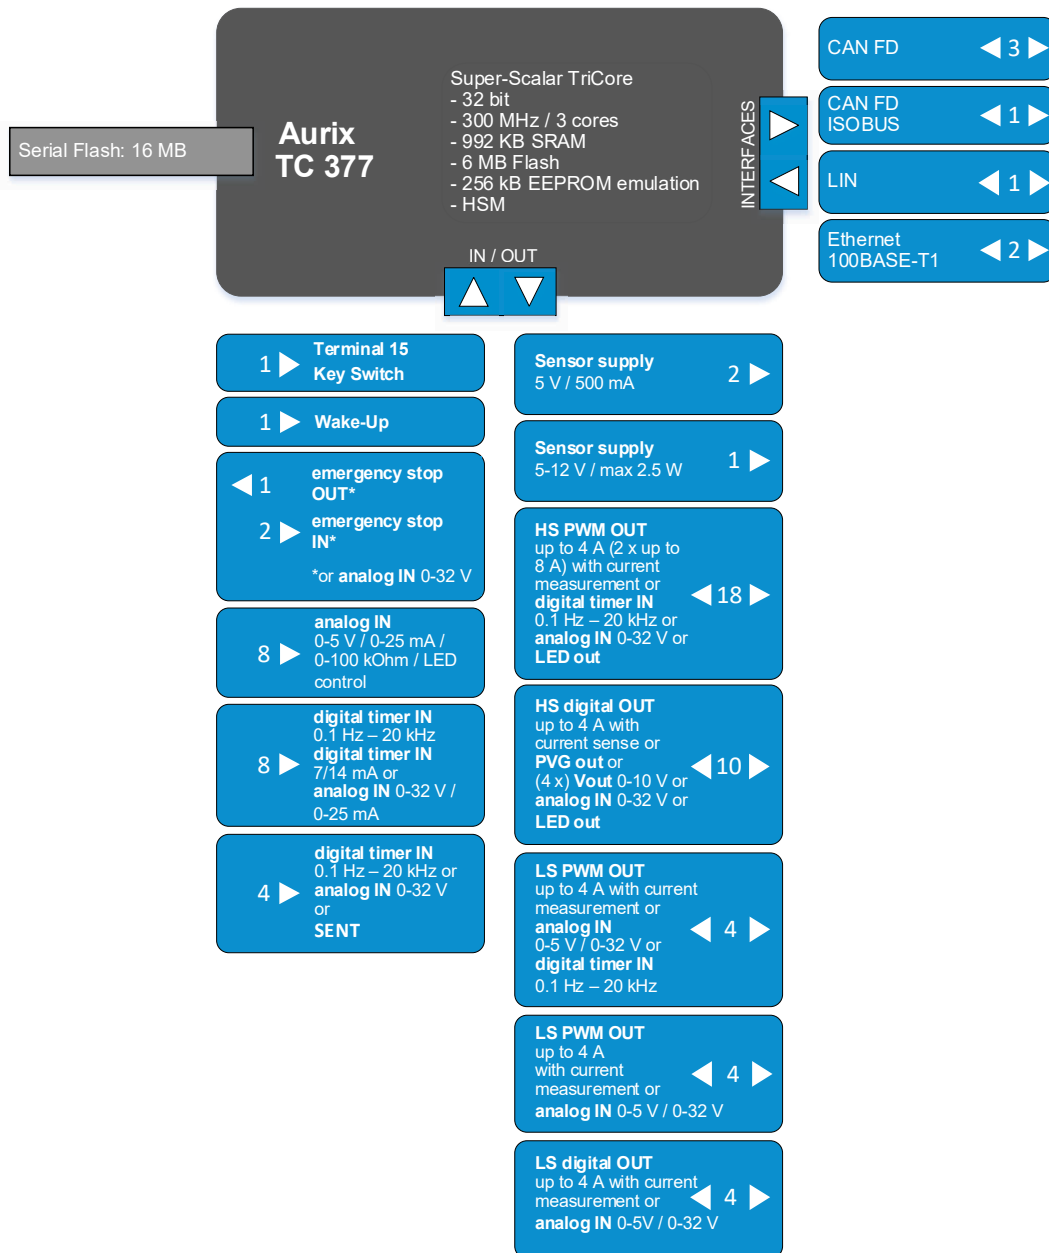 Serial Flash: 16 MB
Aurix
TC 377
Super-Scalar TriCore
- 32 bit
- 300 MHz / 3 cores
- 992 KB SRAM
- 6 MB Flash
- 256 kB EEPROM emulation
- HSM
IN / OUT
INTERFACES
CAN FD
3
CAN FD
ISOBUS
1
LIN
1
Ethernet
100BASE-T1
2
1
Terminal 15
Key Switch
1
Wake-Up
1
emergency stop
OUT*
2
emergency stop
IN*
*or analog IN 0-32 V
8
analog IN
0-5 V / 0-25 mA /
0-100 kOhm / LED
control
8
digital timer IN
0.1 Hz – 20 kHz
digital timer IN
7/14 mA or
analog IN 0-32 V /
0-25 mA
4
digital timer IN
0.1 Hz – 20 kHz or
analog IN 0-32 V
or
SENT
Sensor supply
5 V / 500 mA
2
Sensor supply
5-12 V / max 2.5 W
1
HS PWM OUT
up to 4 A (2 x up to
8 A) with current
measurement or
digital timer IN
0.1 Hz – 20 kHz or
analog IN 0-32 V or
LED out
18
HS digital OUT
up to 4 A with
current sense or
PVG out or
(4 x) Vout 0-10 V or
analog IN 0-32 V or
LED out
10
LS PWM OUT
up to 4 A with current
measurement or
analog IN
0-5 V / 0-32 V or
digital timer IN
0.1 Hz – 20 kHz
4
LS PWM OUT
up to 4 A
with current
measurement or
analog IN 0-5 V / 0-32 V
4
LS digital OUT
up to 4 A with current
measurement or
analog IN 0-5V / 0-32 V
4